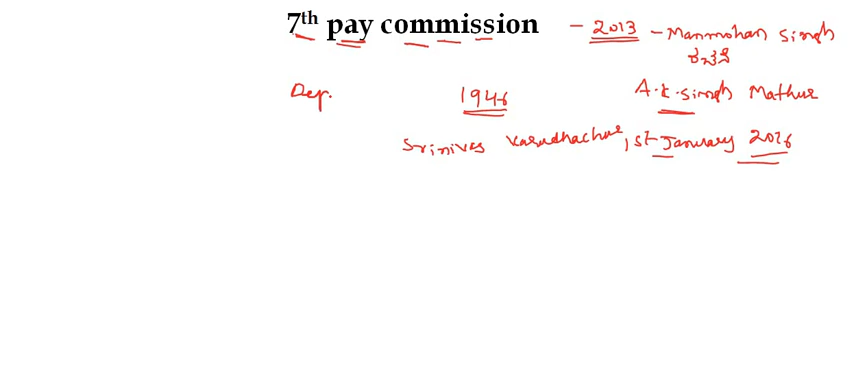 7th pay commission - 2013 - Manmohan Singh
Dep. 1946 A.K.Singh Mathur
Srinivas Varadhachar, 1st January 2016